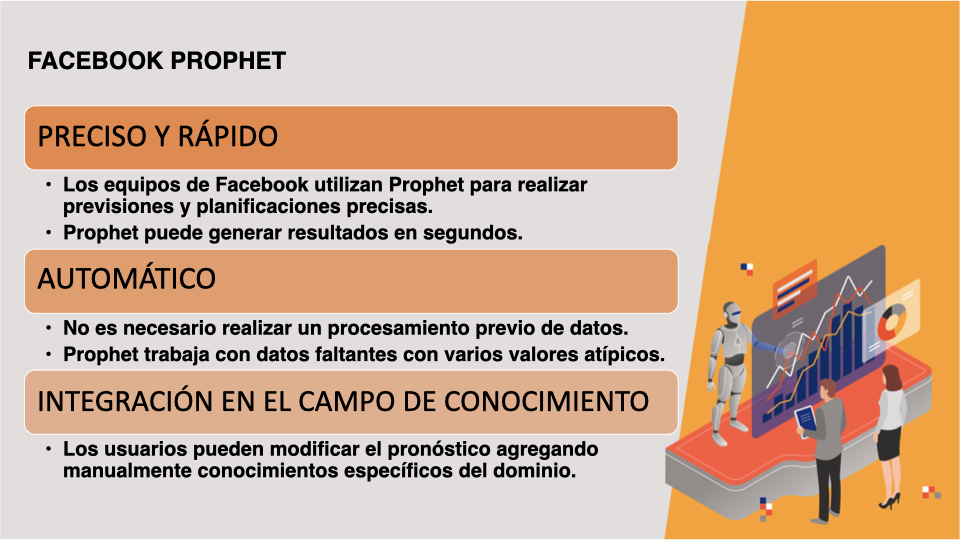 FACEBOOK PROPHET
PRECISO Y RÁPIDO
• Los equipos de Facebook utilizan Prophet para realizar
previsiones y planificaciones precisas.
• Prophet puede generar resultados en segundos.
AUTOMÁTICO
• No es necesario realizar un procesamiento previo de datos.
• Prophet trabaja con datos faltantes con varios valores atípicos.
INTEGRACIÓN EN EL CAMPO DE CONOCIMIENTO
• Los usuarios pueden modificar el pronóstico agregando
manualmente conocimientos específicos del dominio.